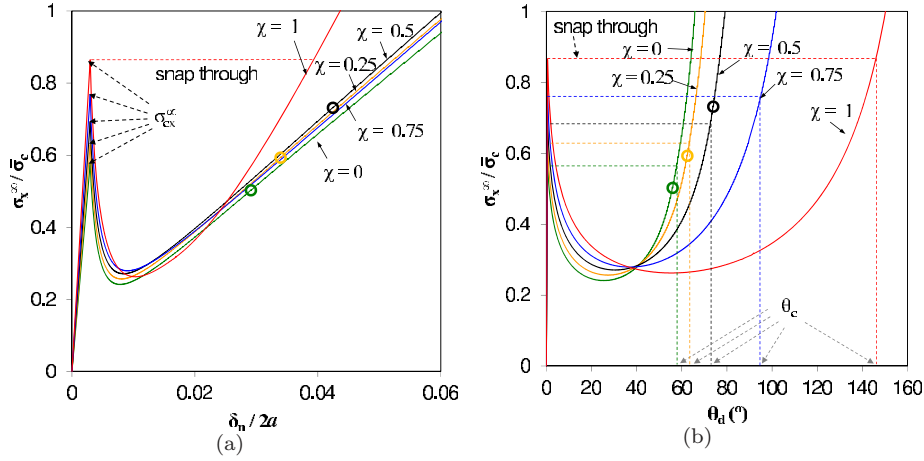 σx∞/σ̄c
1
0.8
0.6
0.4
0.2
0
0
0.02
0.04
0.06
χ = 1
χ = 0.5
χ = 0.25
χ = 0.75
χ = 0
snap through
σcx∞
δn/2a
(a)
σx∞/σ̄c
1
0.8
0.6
0.4
0.2
0
0
20
40
60
80
100
120
140
160
snap through
χ = 0
χ = 0.5
χ = 0.25
χ = 0.75
χ = 1
θc
θd (o)
(b)